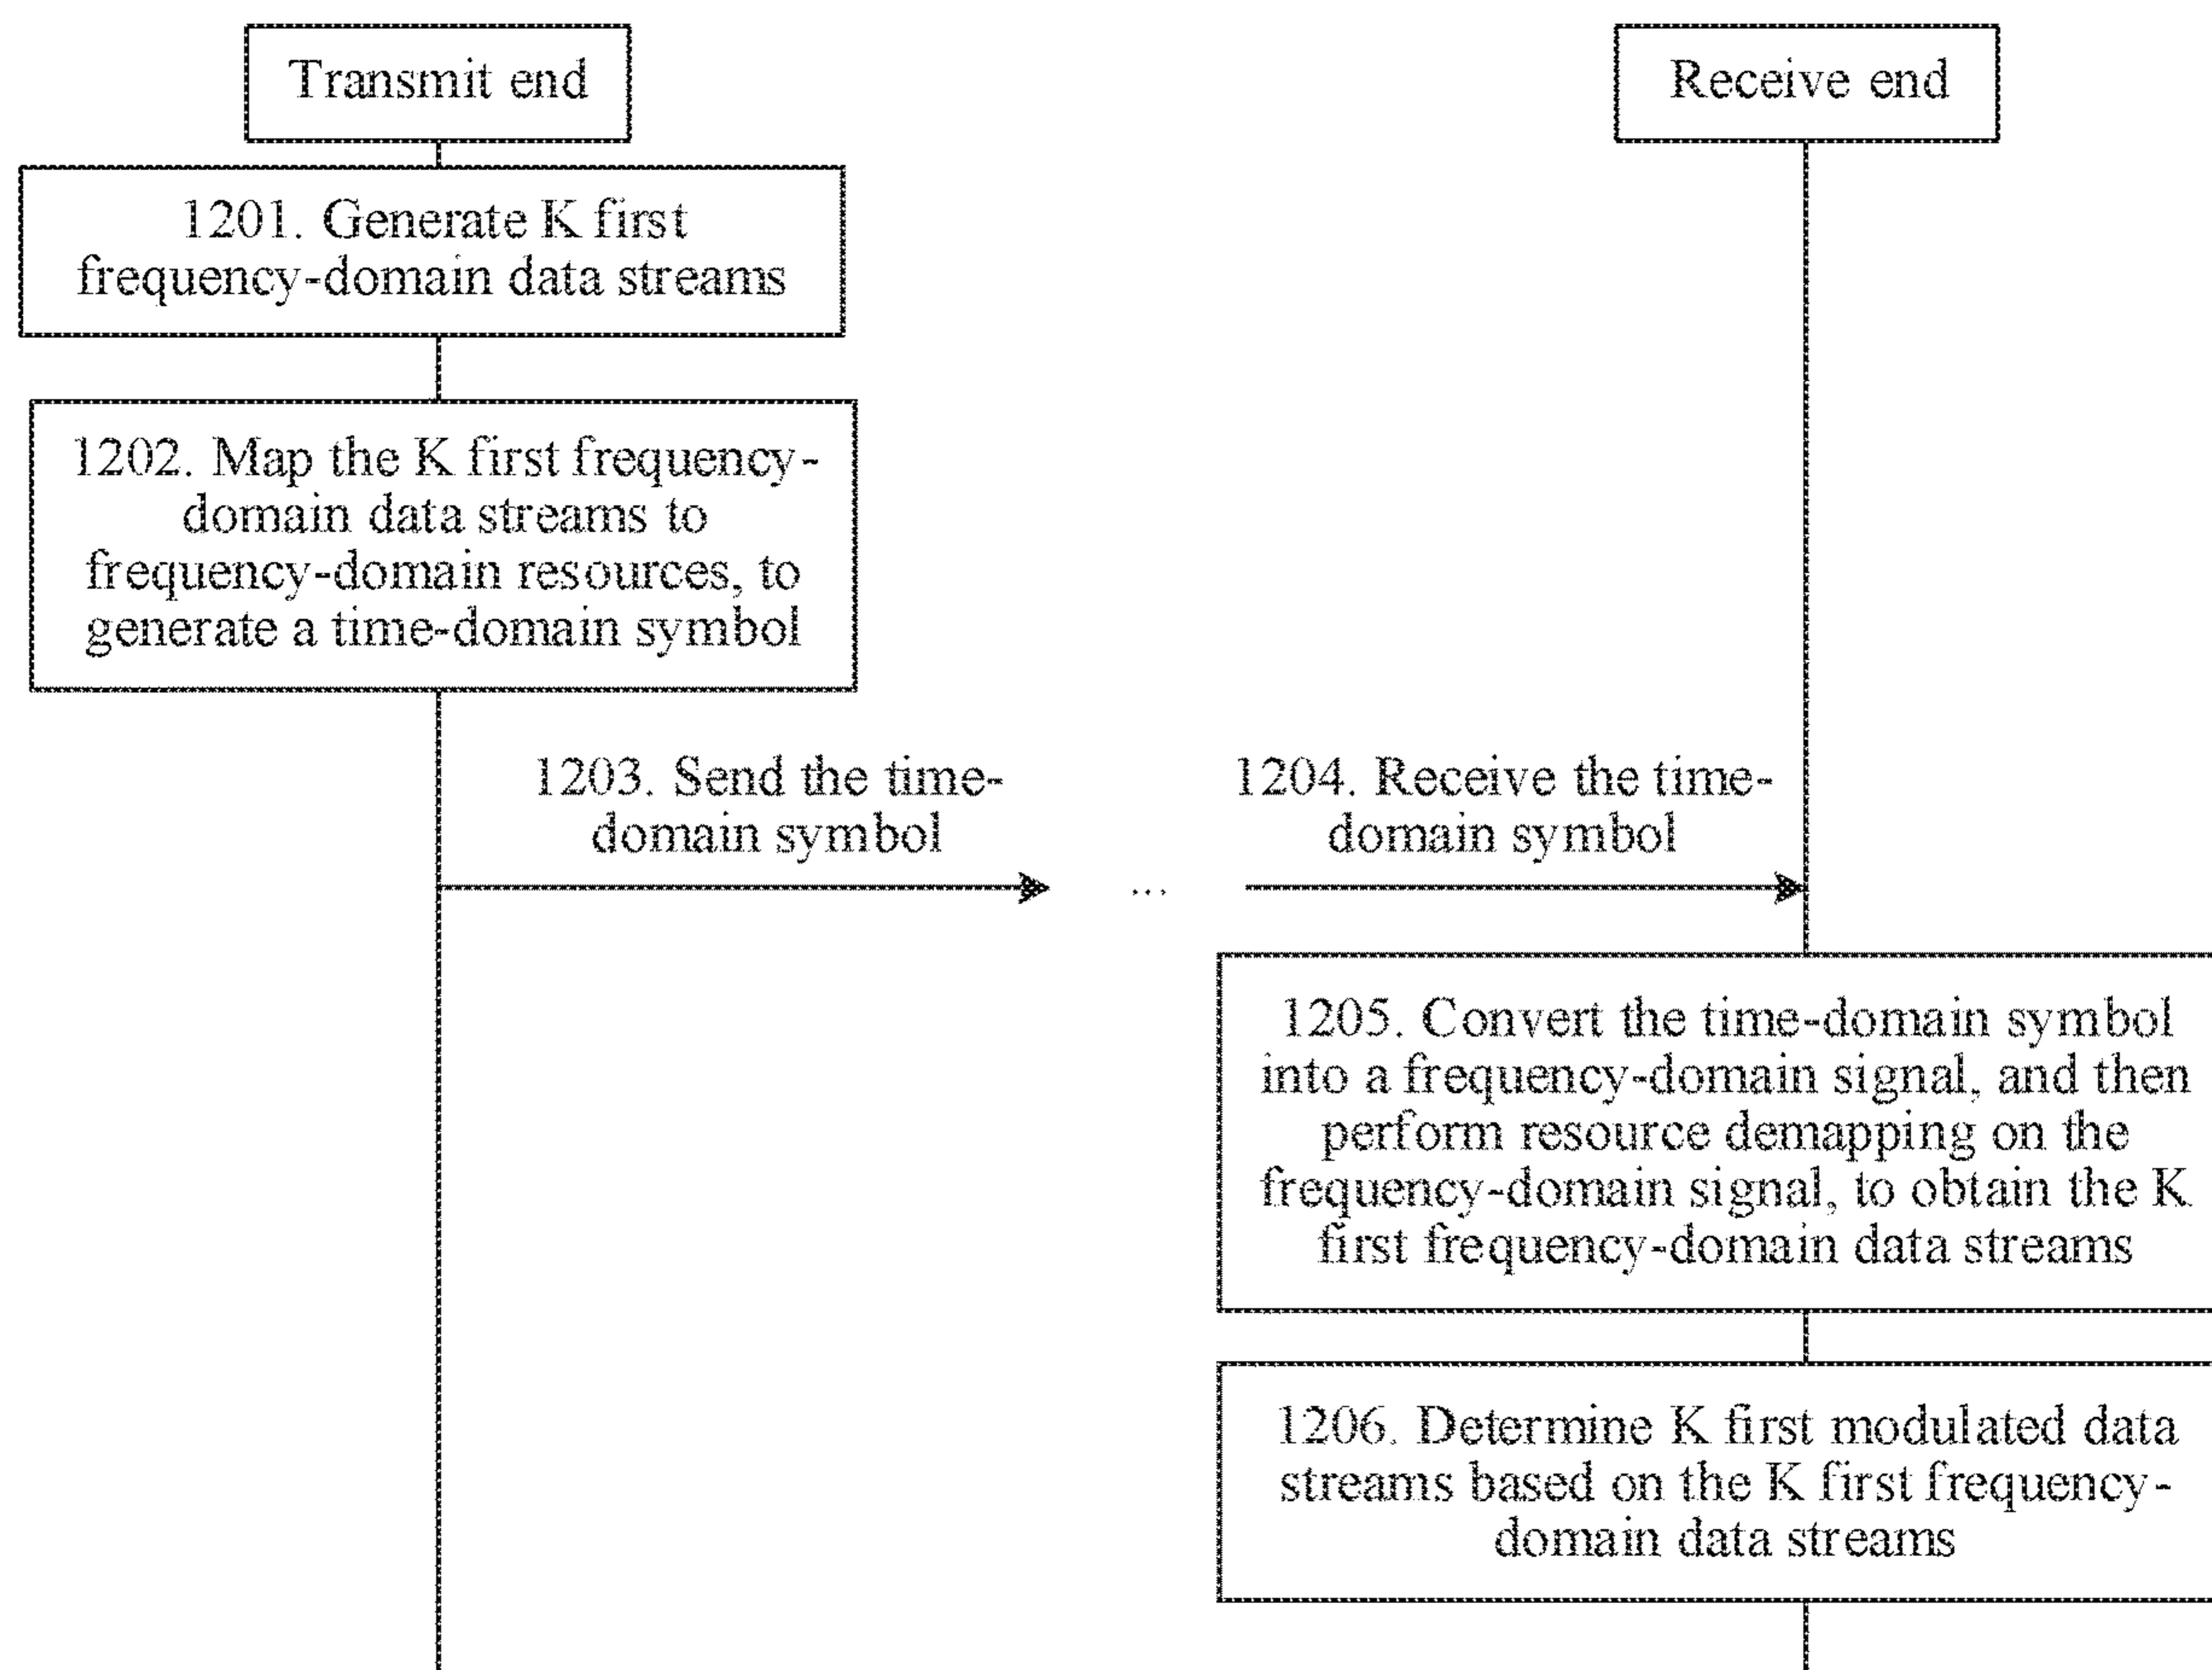 Transmit end
Receive end
1201. Generate K first
frequency-domain data streams
1202. Map the K first frequency-
domain data streams to
frequency-domain resources, to
generate a time-domain symbol
1203. Send the time-
domain symbol
...
1204. Receive the time-
domain symbol
1205. Convert the time-domain symbol
into a frequency-domain signal, and then
perform resource demapping on the
frequency-domain signal, to obtain the K
first frequency-domain data streams
1206. Determine K first modulated data
streams based on the K first frequency-
domain data streams